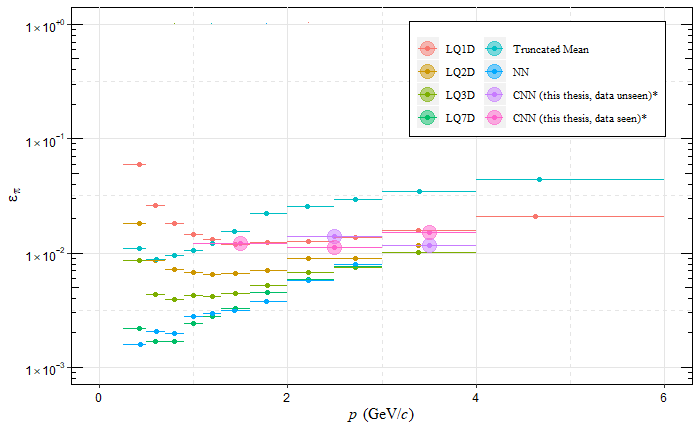 1×10⁰
1×10⁻¹
1×10⁻²
1×10⁻³
επ
LQ1D
LQ2D
LQ3D
LQ7D
Truncated Mean
NN
CNN (this thesis, data unseen)*
CNN (this thesis, data seen)*
0 2 4 6
p (GeV/c)